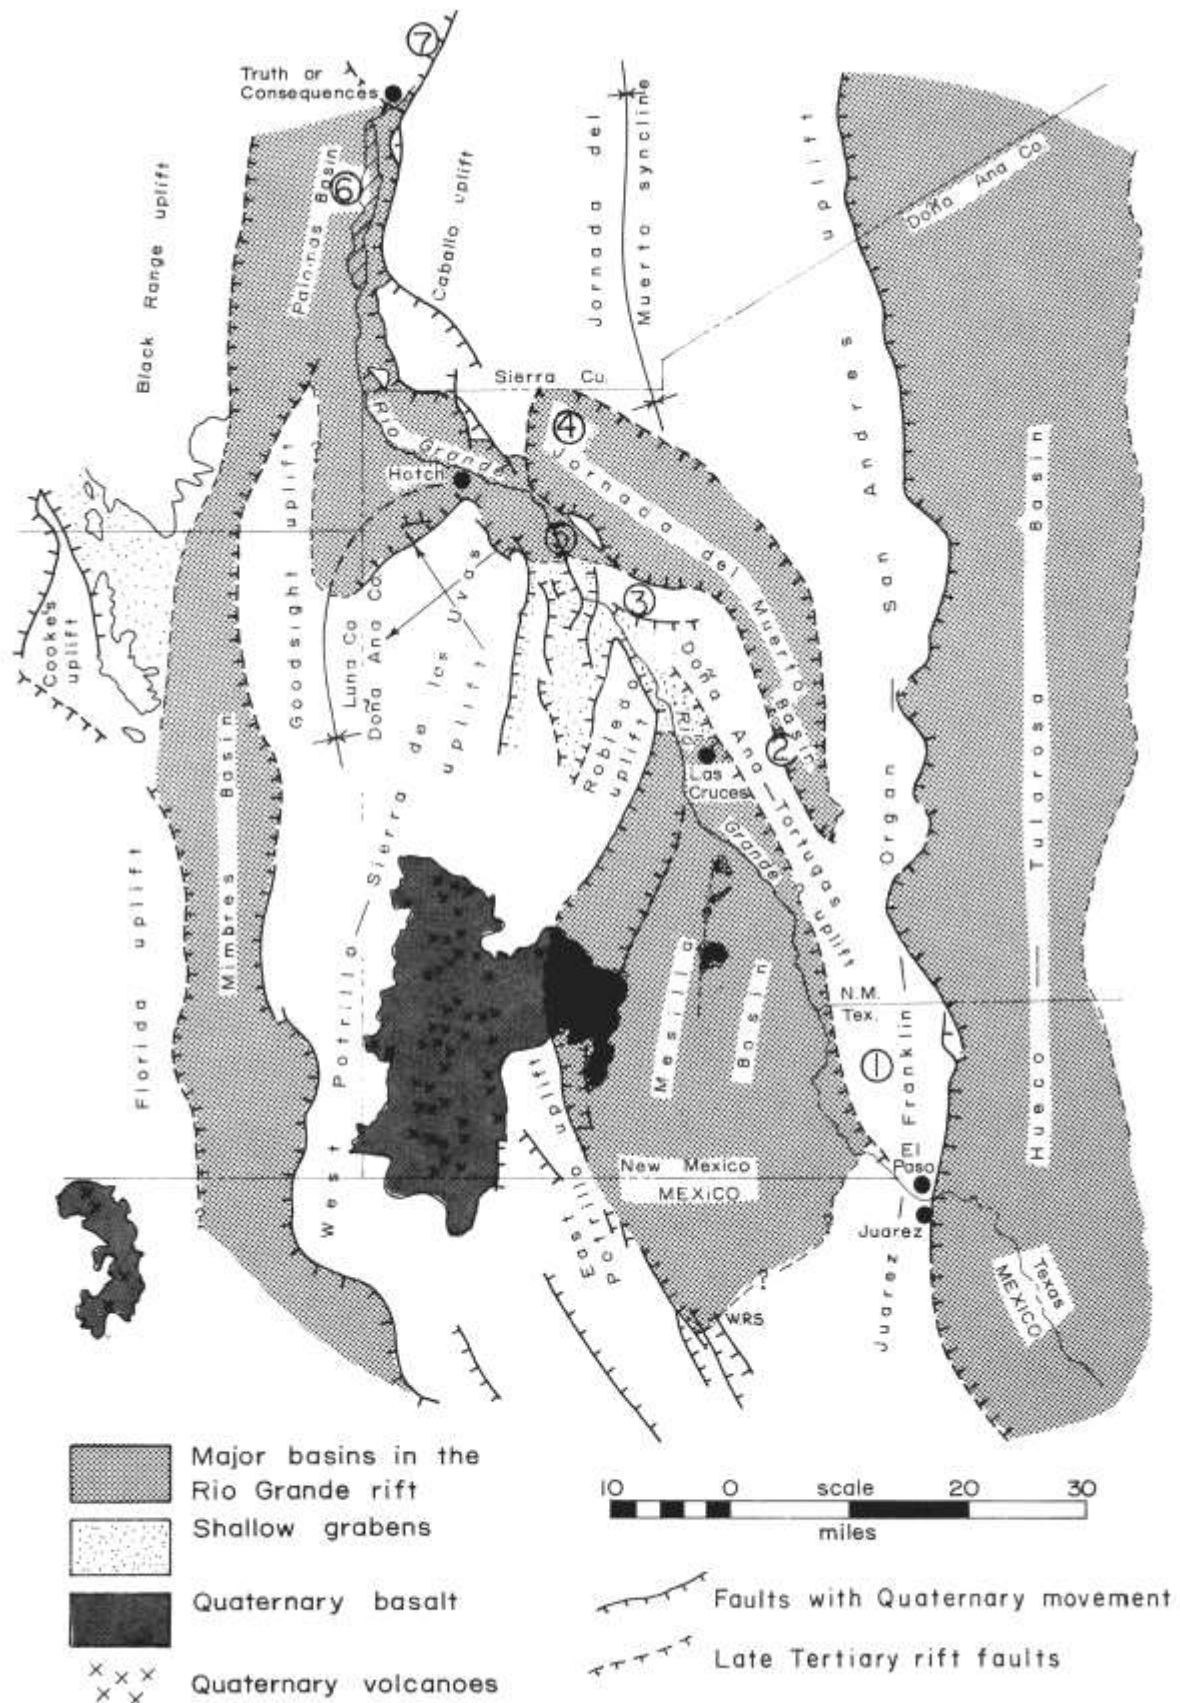 7
Truth or
Consequences
Black Range uplift
Palomas Basin
6
Caballo uplift
Jornada del
Muerto syncline
Doña Ana Co.
Sierra Co.
San Andres uplift
4
Rio Grande
Hatch
Jornada del Muerto Basin
5
3
2
Cooke's
uplift
Goodsight uplift
Luna Co.
Doña Ana Co.
Sierra de las Uvas
uplift
Robledo
uplift
Doña Ana — Tortugas uplift
Rio
Grande
Las
Cruces
Mimbres Basin
Florida uplift
West Potrillo —
Organ —
Hueco — Tularosa Basin
Mesilla
Basin
N.M.
Tex.
1
Franklin —
East
Potrillo uplift
New Mexico
MEXICO
El
Paso
Juarez
Juarez
Texas
MEXICO
?
W.R.S
Major basins in the
Rio Grande rift
Shallow grabens
Quaternary basalt
Quaternary volcanoes
10 0 scale 20 30
miles
Faults with Quaternary movement
Late Tertiary rift faults